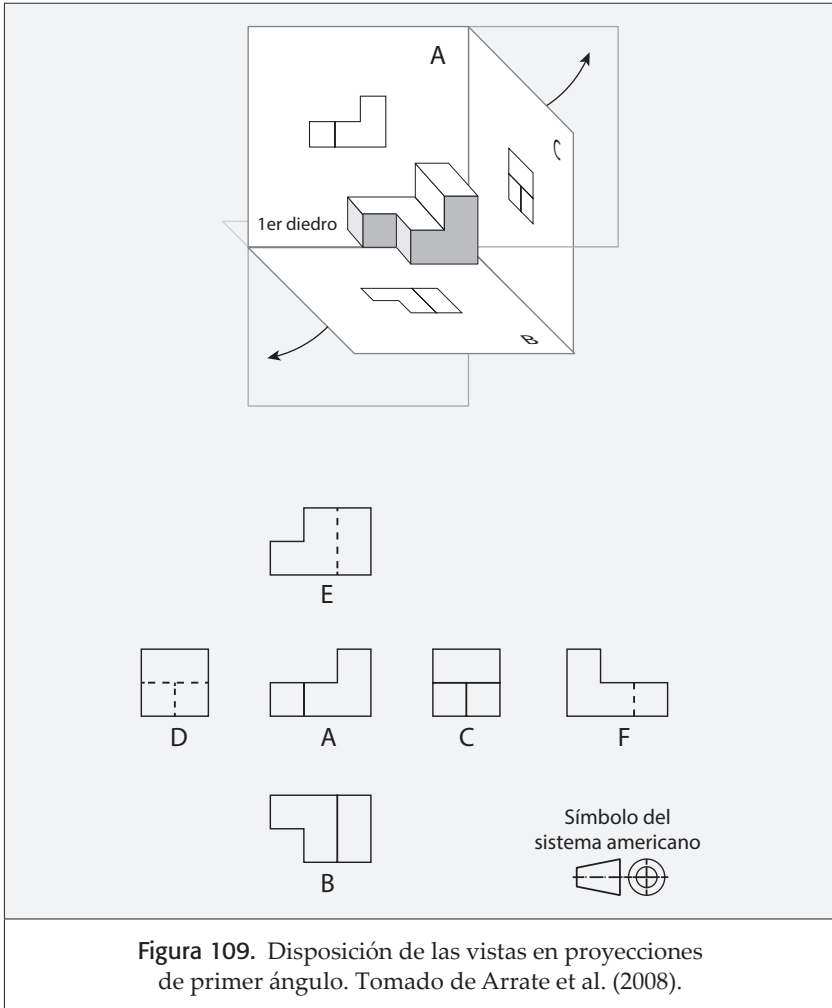 A
C
1er diedro
B
E
D
A
C
F
B
Símbolo del
sistema americano
Figura 109. Disposición de las vistas en proyecciones
de primer ángulo. Tomado de Arrate et al. (2008).